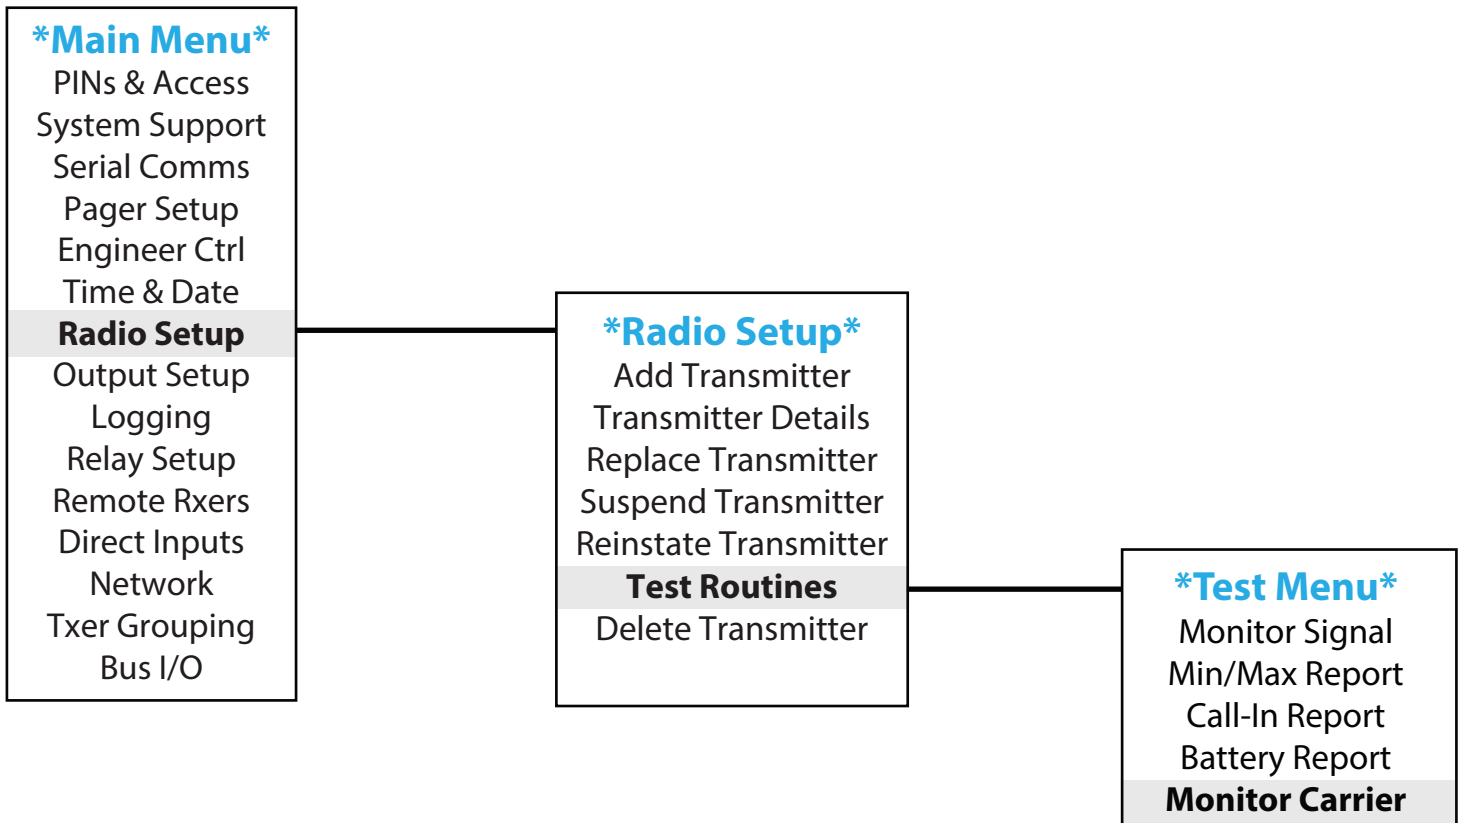 *Main Menu*
PINs & Access
System Support
Serial Comms
Pager Setup
Engineer Ctrl
Time & Date
Radio Setup
Output Setup
Logging
Relay Setup
Remote Rxers
Direct Inputs
Network
Txer Grouping
Bus I/O
*Radio Setup*
Add Transmitter
Transmitter Details
Replace Transmitter
Suspend Transmitter
Reinstate Transmitter
Test Routines
Delete Transmitter
*Test Menu*
Monitor Signal
Min/Max Report
Call-In Report
Battery Report
Monitor Carrier